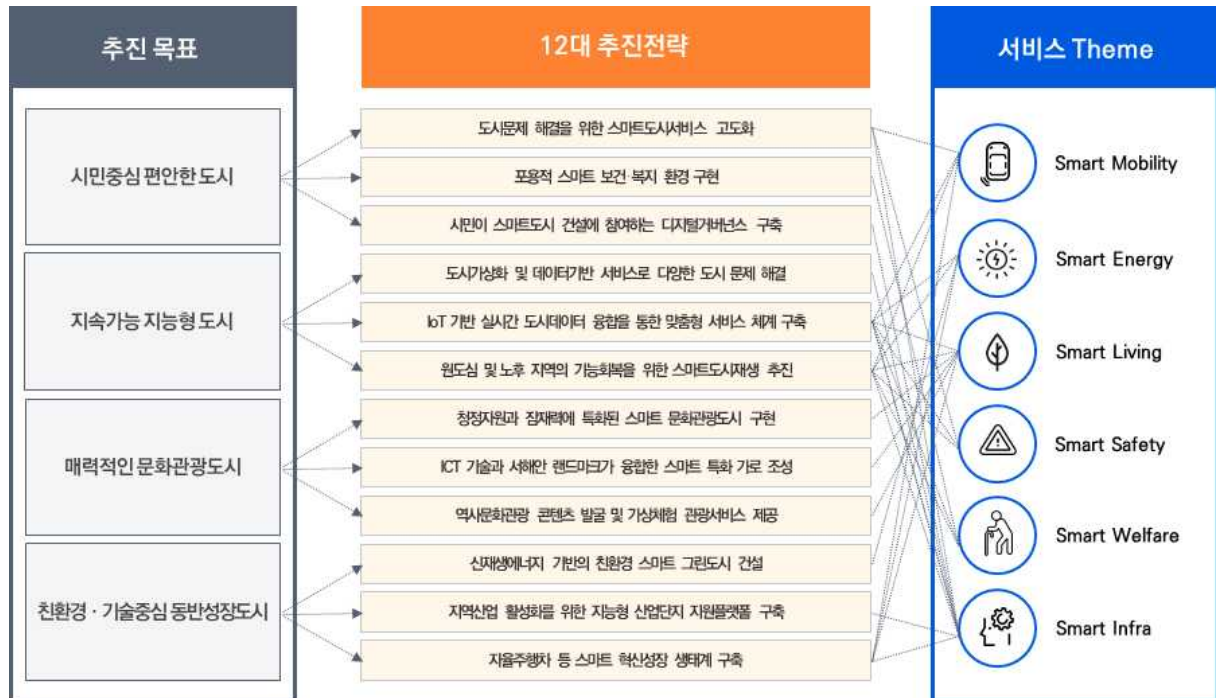 추진 목표
12대 추진전략
서비스 Theme
시민중심 편안한 도시
지속가능 지능형 도시
매력적인 문화관광도시
친환경 · 기술중심 동반성장도시
도시문제 해결을 위한 스마트도시서비스 고도화
포용적 스마트 보건·복지 환경 구현
시민이 스마트도시 건설에 참여하는 디지털거버넌스 구축
도시가상화 및 데이터기반 서비스로 다양한 도시 문제 해결
IoT 기반 실시간 도시데이터 융합을 통한 맞춤형 서비스 체계 구축
원도심 및 노후 지역의 기능회복을 위한 스마트도시재생 추진
청정자원과 잠재력에 특화된 스마트 문화관광도시 구현
ICT 기술과 서해안 랜드마크가 융합한 스마트 특화 가로 조성
역사문화관광 콘텐츠 발굴 및 가상체험 관광서비스 제공
신재생에너지 기반의 친환경 스마트 그린도시 건설
지역산업 활성화를 위한 지능형 산업단지 지원플랫폼 구축
자율주행차 등 스마트 혁신성장 생태계 구축
Smart Mobility
Smart Energy
Smart Living
Smart Safety
Smart Welfare
Smart Infra